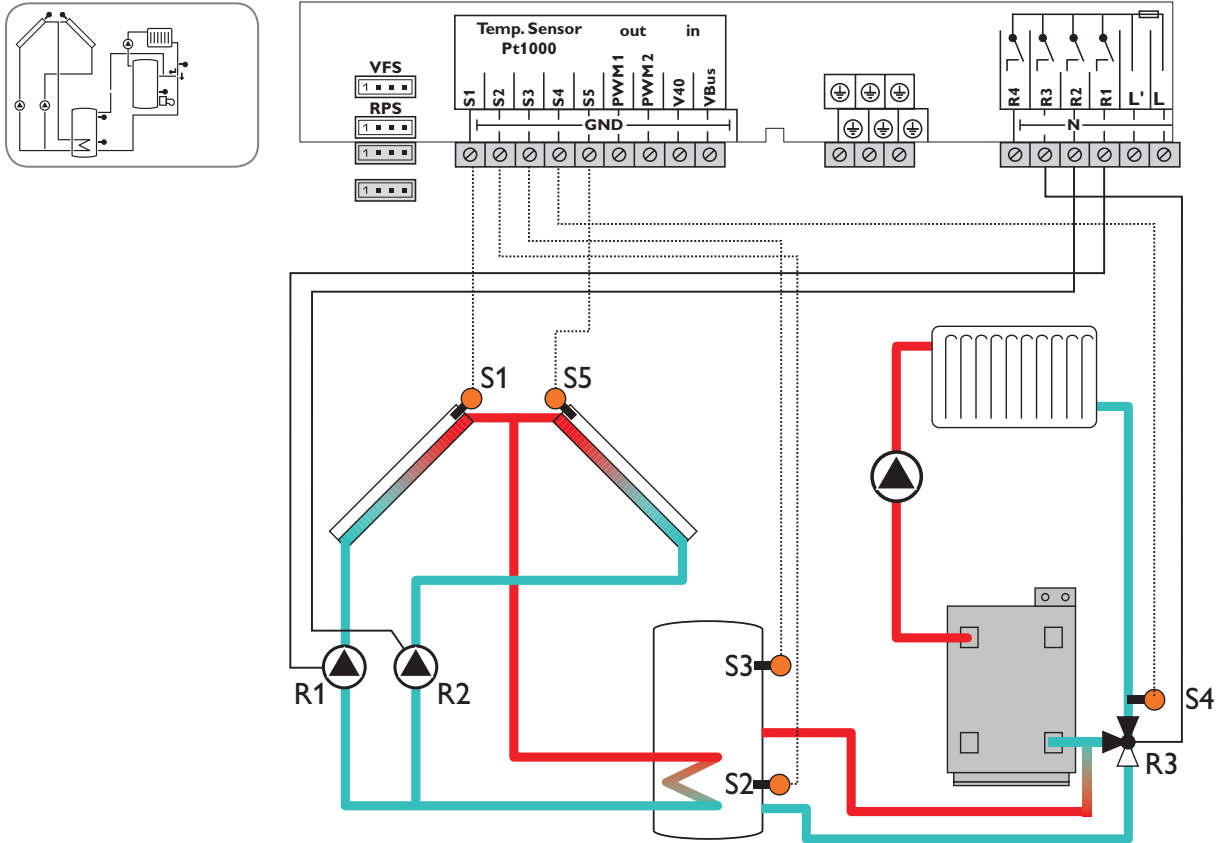 Temp. Sensor out in
Pt1000
VFS
1
RPS
1
1
1
S1 S2 S3 S4 S5 PWM1 PWM2 V40 VBus
GND
R4 R3 R2 R1 L' L
N
S1 S5
S3
R1 R2
S2
S4
R3